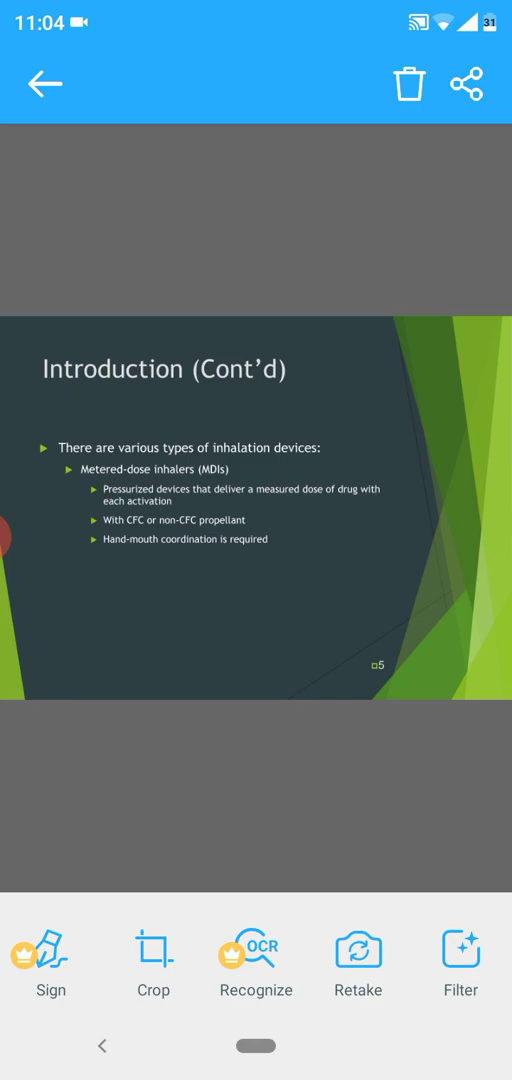 11:04
31
Introduction (Cont'd)
There are various types of inhalation devices:
Metered-dose inhalers (MDIs)
Pressurized devices that deliver a measured dose of drug with
each activation
With CFC or non-CFC propellant
Hand-mouth coordination is required
5
OCR
Sign
Crop
Recognize
Retake
Filter